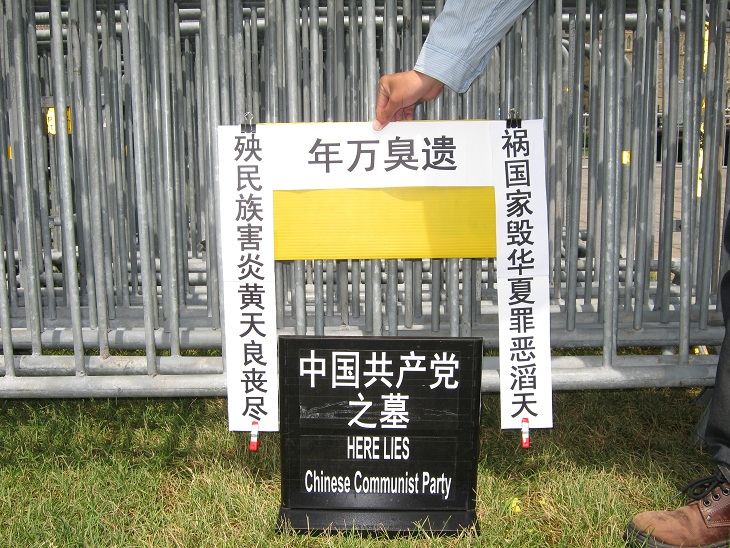 遗臭万年
祸国家毁华夏罪恶滔天
殃民族害炎黄天良丧尽
中国共产党
之墓
HERE LIES
Chinese Communist Party